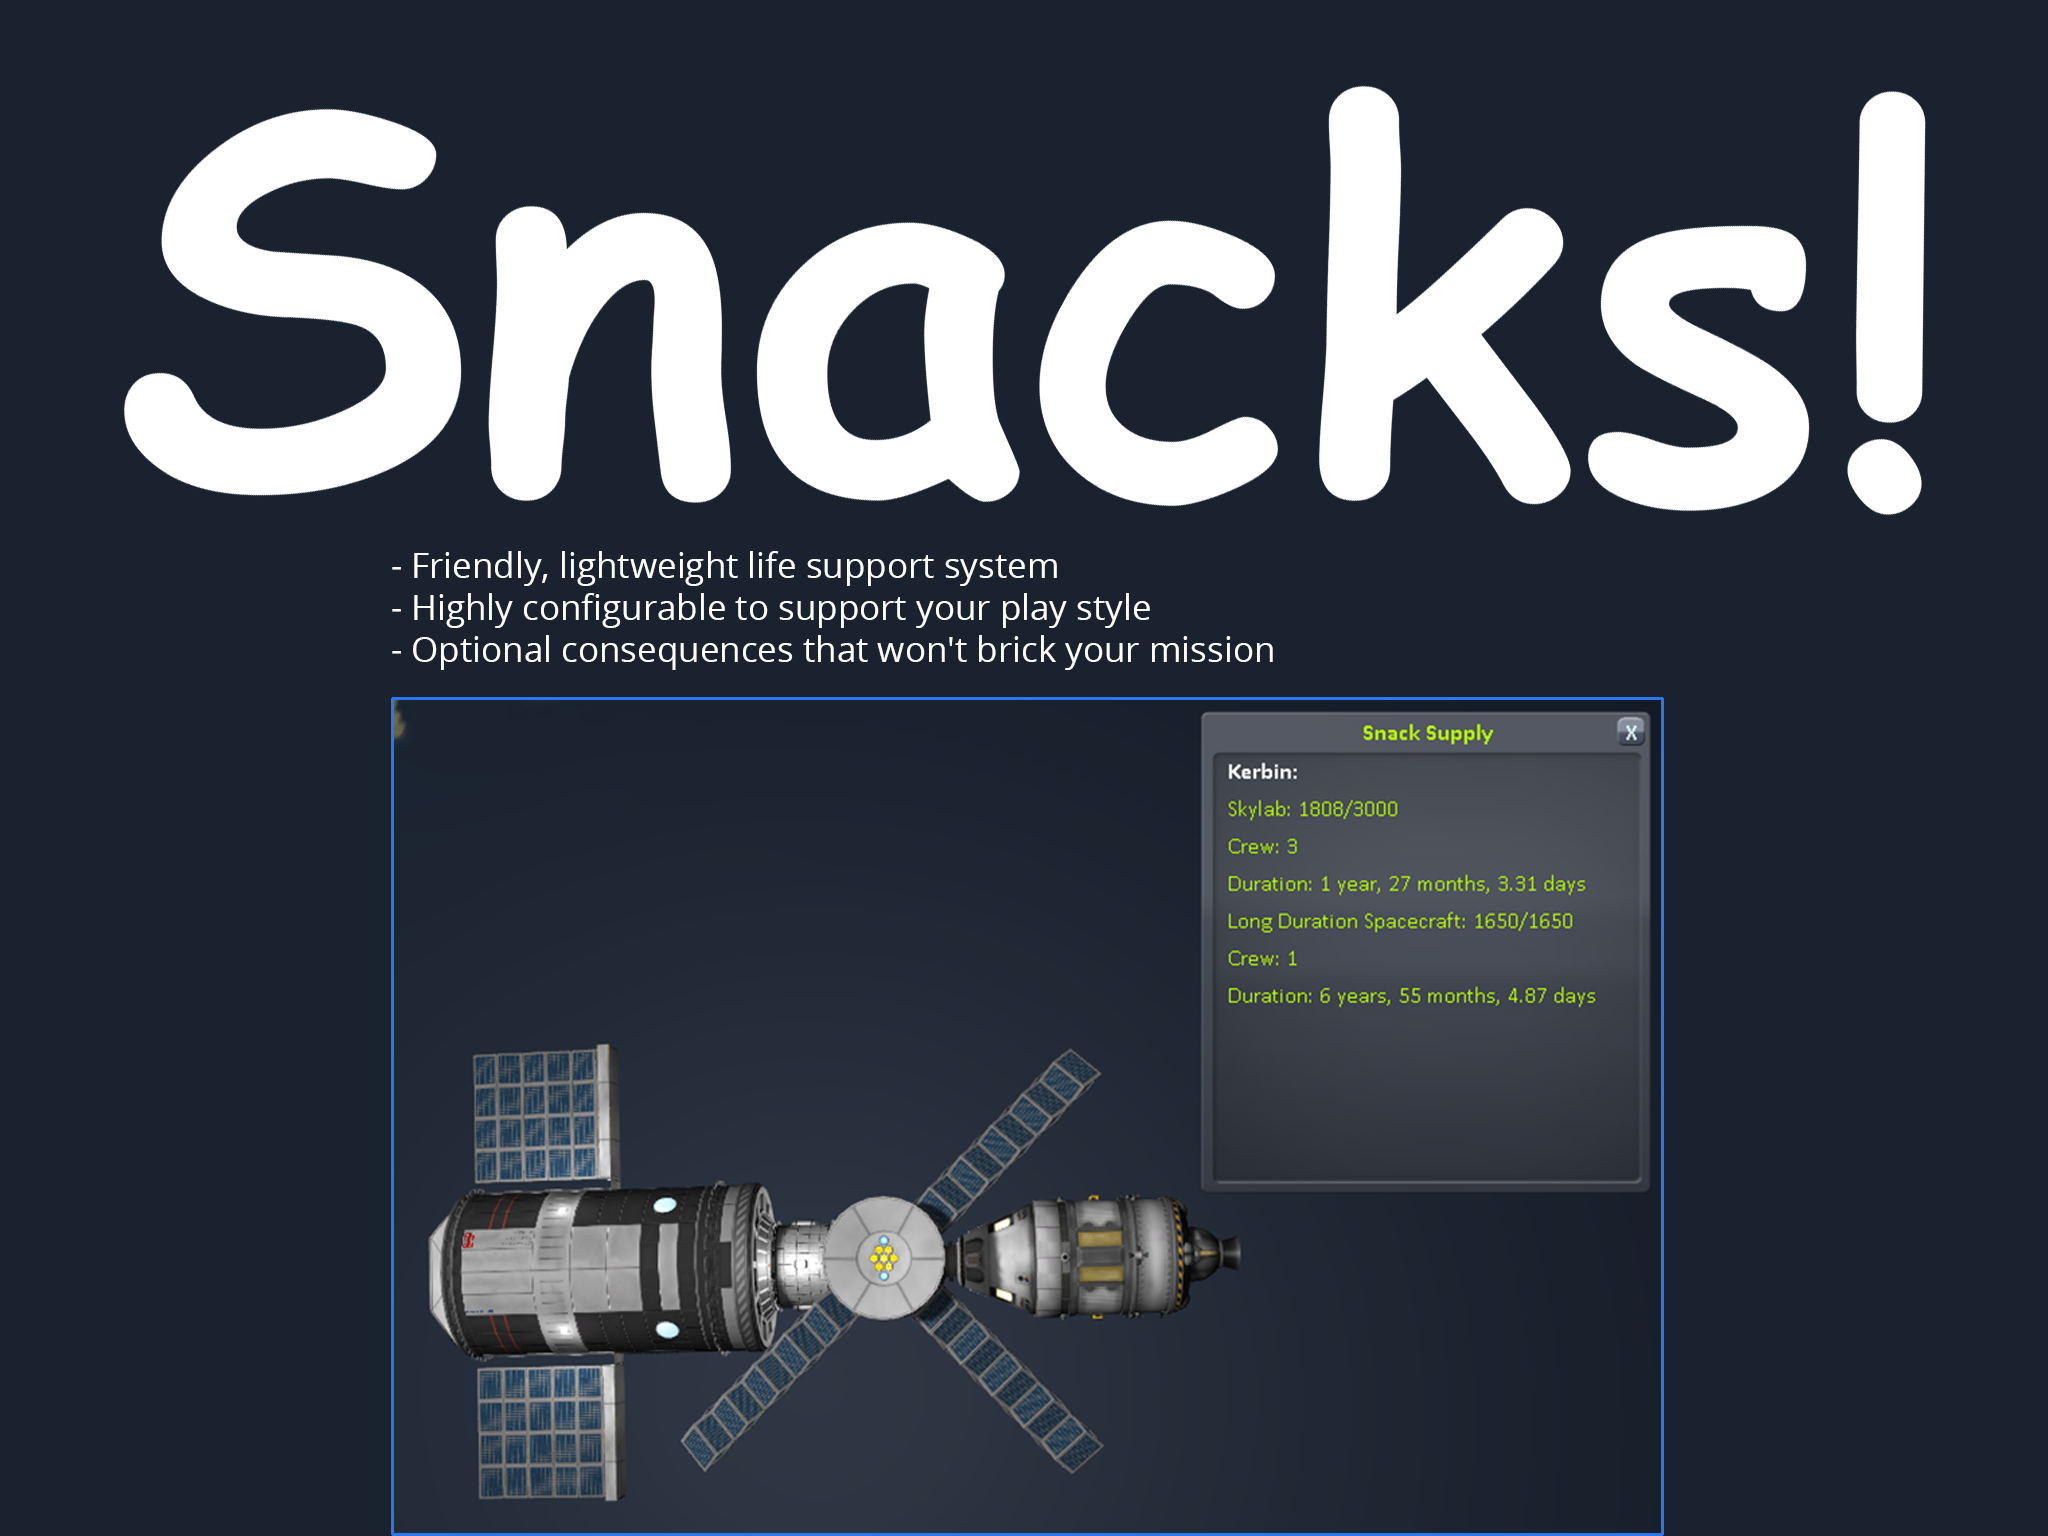 Snacks!
- Friendly, lightweight life support system
- Highly configurable to support your play style
- Optional consequences that won't brick your mission
Snack Supply
X
Kerbin:
Skylab: 1808/3000
Crew: 3
Duration: 1 year, 27 months, 3.31 days
Long Duration Spacecraft: 1650/1650
Crew: 1
Duration: 6 years, 55 months, 4.87 days